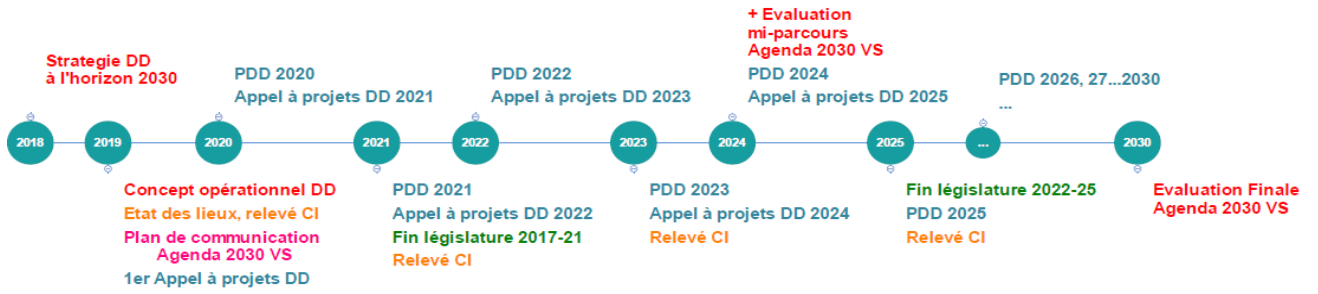 Strategie DD
à l'horizon 2030
PDD 2020
Appel à projets DD 2021
PDD 2022
Appel à projets DD 2023
+ Evaluation
mi-parcours
Agenda 2030 VS
PDD 2024
Appel à projets DD 2025
PDD 2026, 27...2030
...
2018
2019
2020
2021
2022
2023
2024
2025
...
2030
Concept opérationnel DD
Etat des lieux, relevé CI
Plan de communication
Agenda 2030 VS
1er Appel à projets DD
PDD 2021
Appel à projets DD 2022
Fin législature 2017-21
Relevé CI
PDD 2023
Appel à projets DD 2024
Relevé CI
Fin législature 2022-25
PDD 2025
Relevé CI
Evaluation Finale
Agenda 2030 VS